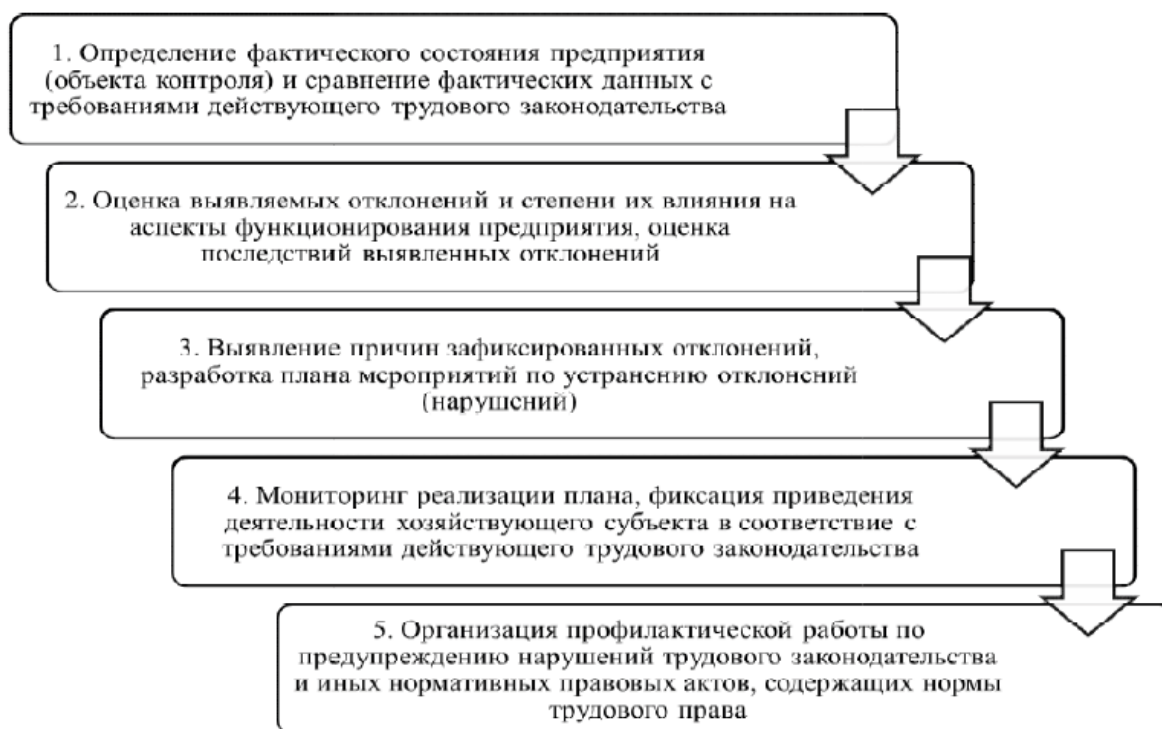 1. Определение фактического состояния предприятия
(объекта контроля) и сравнение фактических данных с
требованиями действующего трудового законодательства
2. Оценка выявляемых отклонений и степени их влияния на
аспекты функционирования предприятия, оценка
последствий выявленных отклонений
3. Выявление причин зафиксированных отклонений,
разработка плана мероприятий по устранению отклонений
(нарушений)
4. Мониторинг реализации плана, фиксация приведения
деятельности хозяйствующего субъекта в соответствие с
требованиями действующего трудового законодательства
5. Организация профилактической работы по
предупреждению нарушений трудового законодательства
и иных нормативных правовых актов, содержащих нормы
трудового права